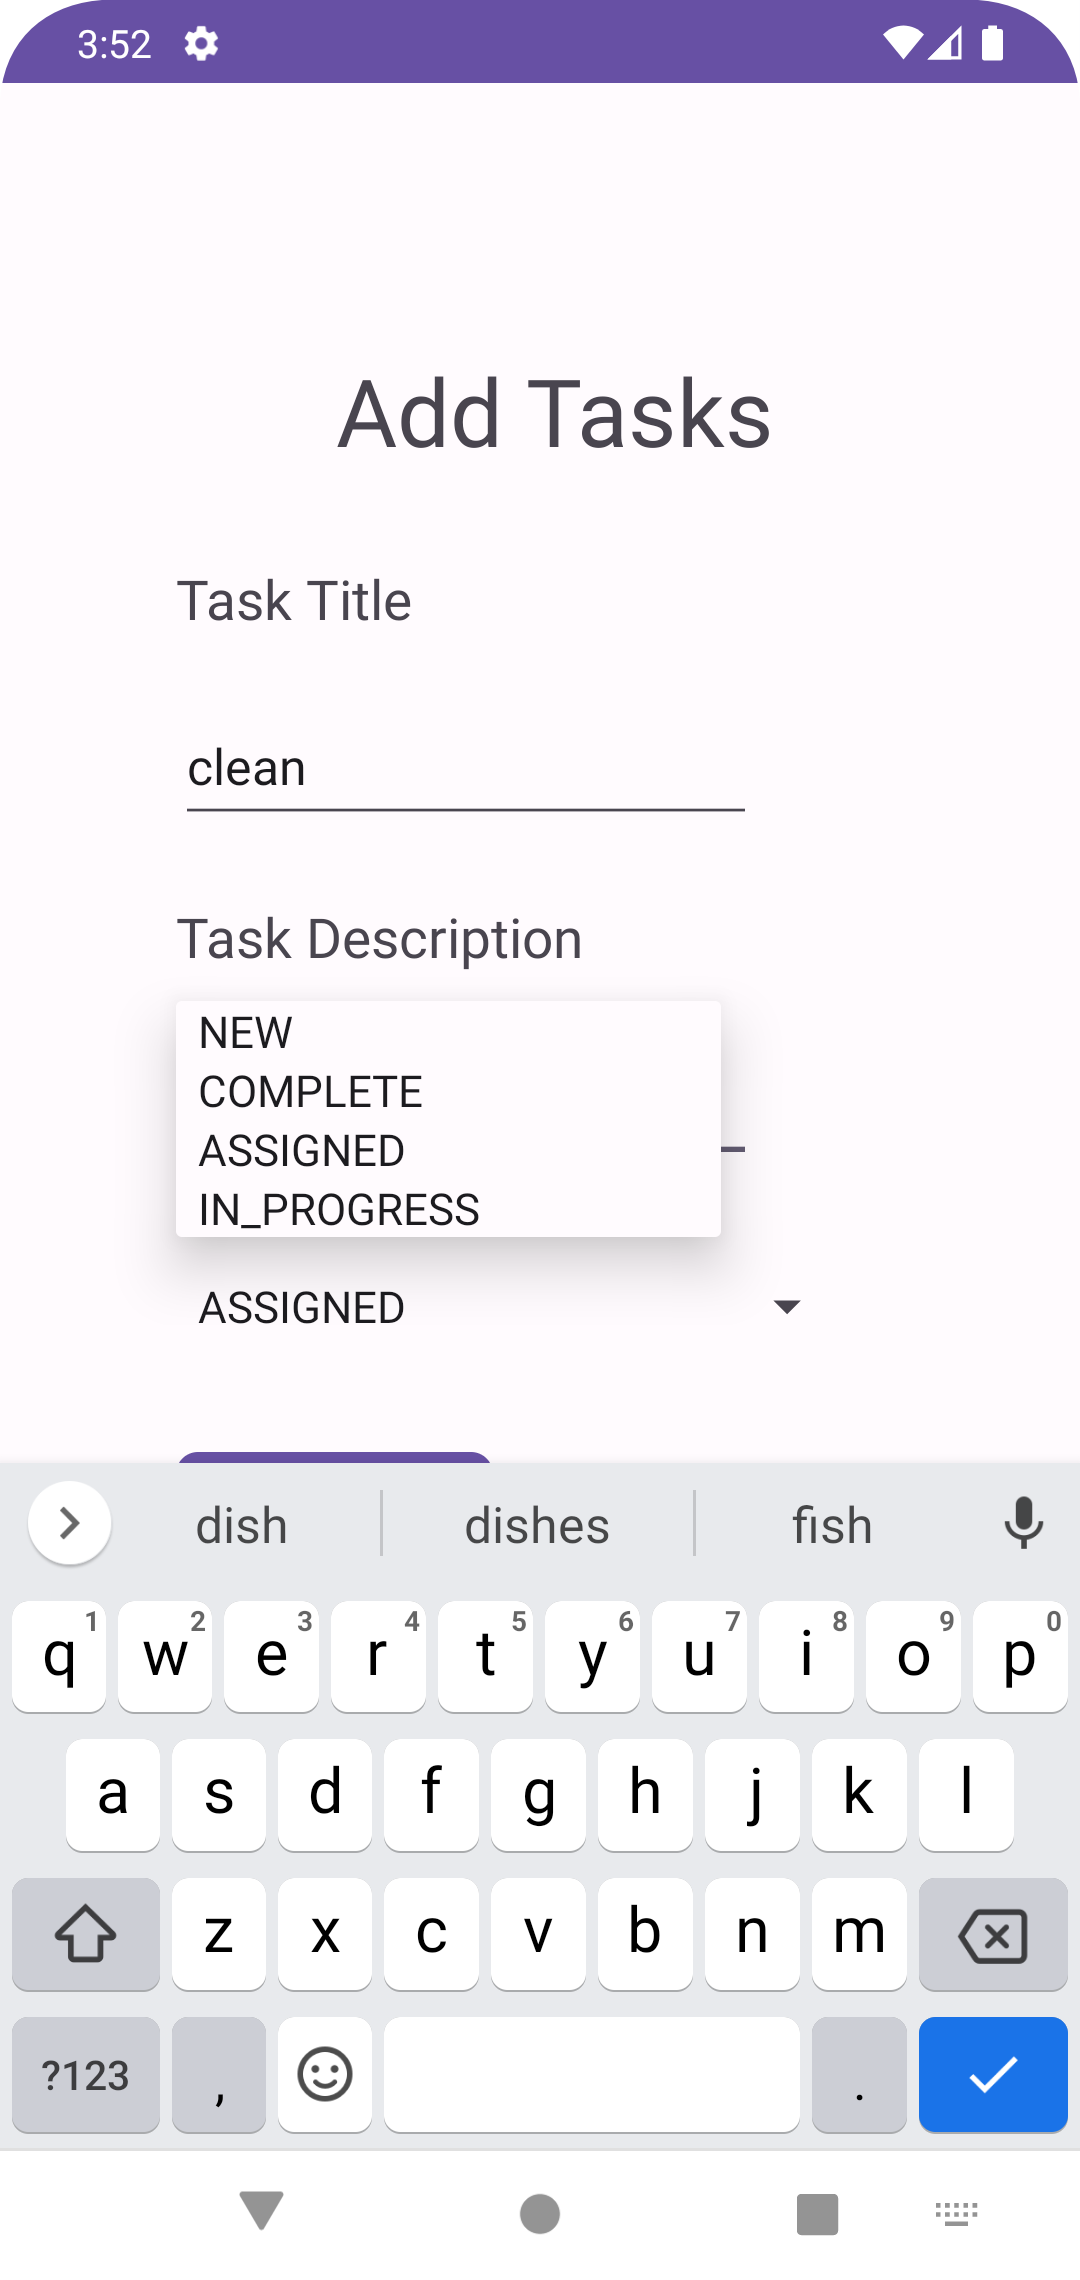 3:52
Add Tasks
Task Title
clean
Task Description
NEW
COMPLETE
ASSIGNED
IN_PROGRESS
ASSIGNED
dish dishes fish
q 1 w 2 e 3 r 4 t 5 y 6 u 7 i 8 o 9 p 0
a s d f g h j k l
z x c v b n m
?123 , .